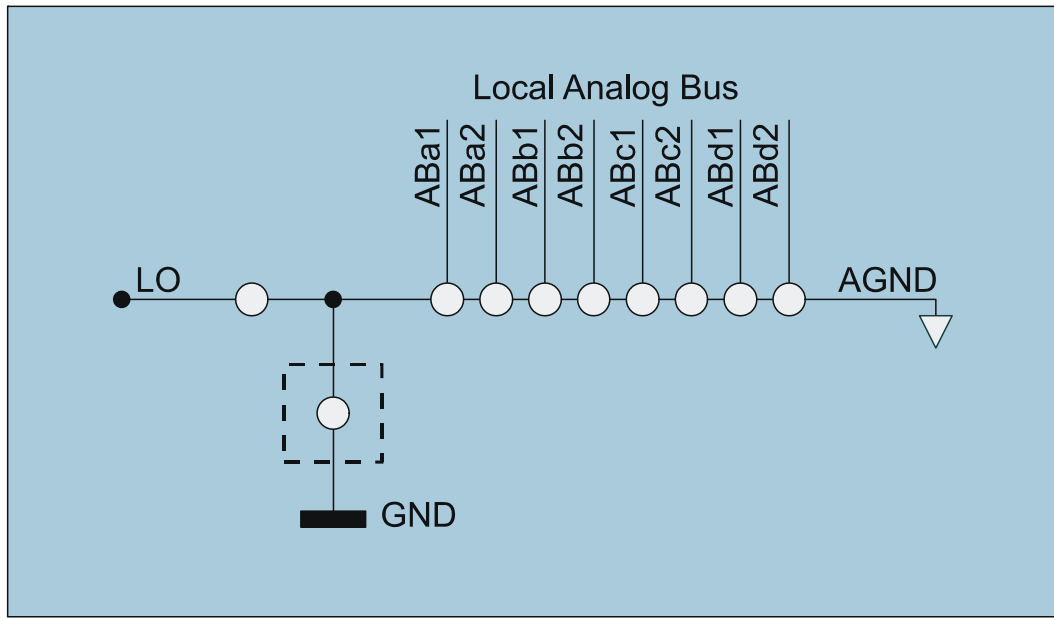 Local Analog Bus
ABa1
ABa2
ABb1
ABb2
ABc1
ABc2
ABd1
ABd2
LO
AGND
GND